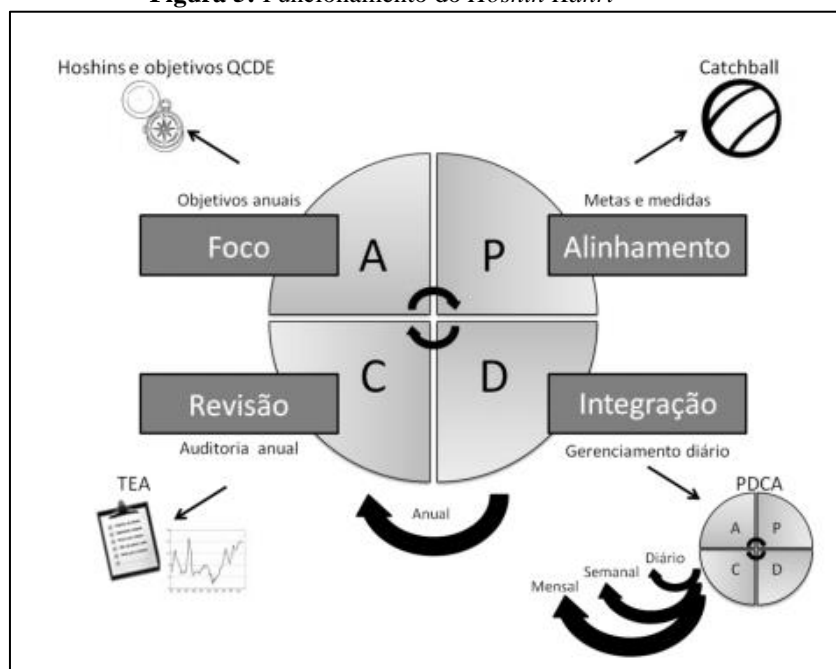 Figura Funcionamento do Hoshin Kanri
Hoshins e objetivos QCDE
Catchball
Objetivos anuais
Metas e medidas
Foco
A
P
Alinhamento
Revisão
C
D
Integração
Auditoria anual
Gerenciamento diário
TEA
PDCA
Anual
A
P
Diário
C
D
Semanal
Mensal